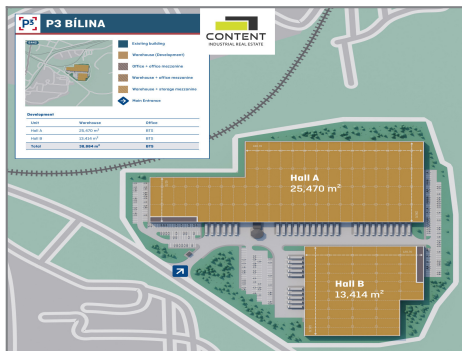 P3
P3 BÍLINA
CONTENT
INDUSTRIAL REAL ESTATE
Existing building
Warehouse (Development)
Office + office mezzanine
Warehouse + office mezzanine
Warehouse + storage mezzanine
Main Entrance
Development
Unit Warehouse Office
Hall A 25,470 m² BTS
Hall B 13,414 m² BTS
Total 38,884 m² BTS
Hall A
25,470 m²
Hall B
13,414 m²